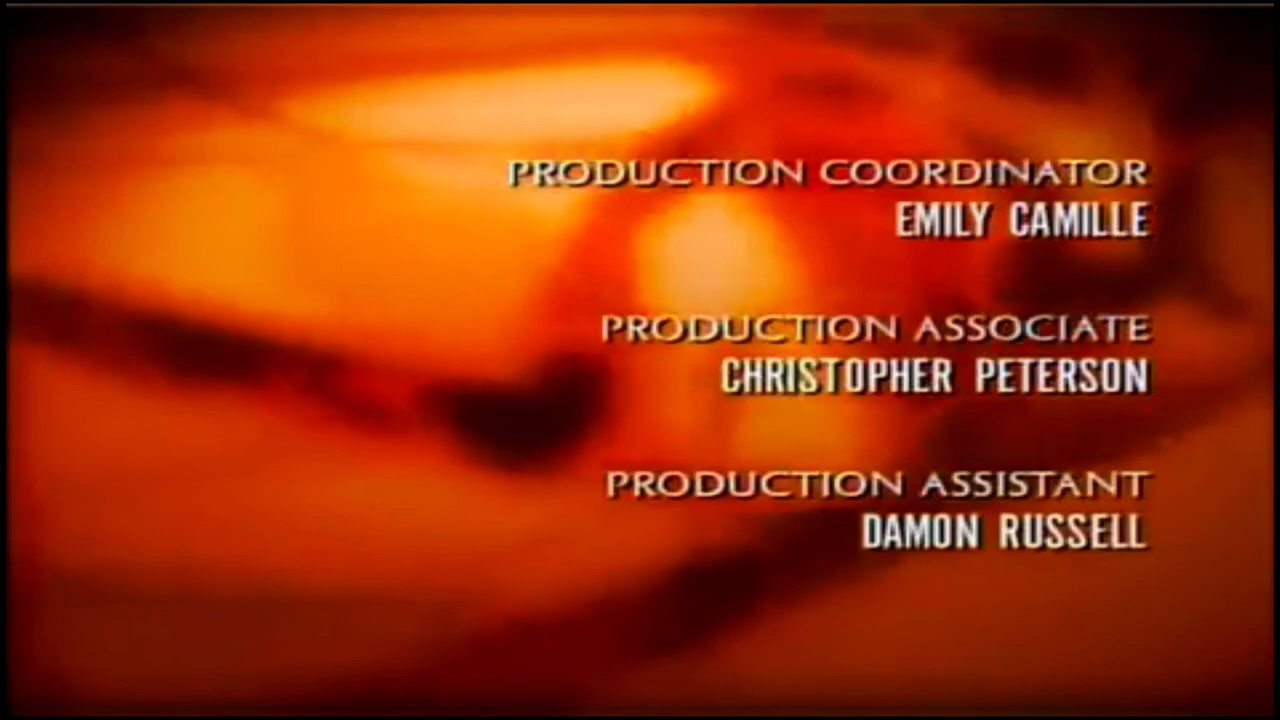 PRODUCTION COORDINATOR
EMILY CAMILLE
PRODUCTION ASSOCIATE
CHRISTOPHER PETERSON
PRODUCTION ASSISTANT
DAMON RUSSELL